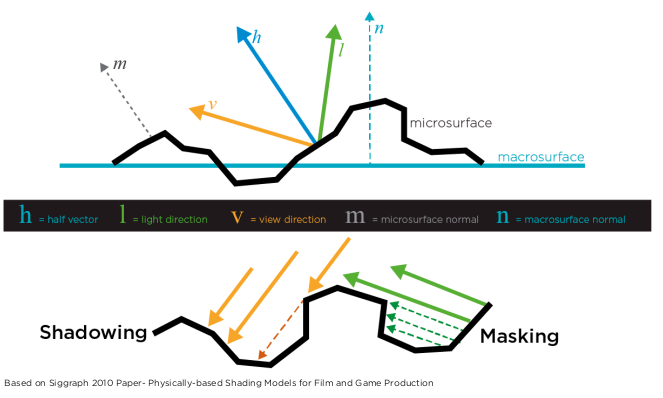 n
h
l
m
v
microsurface
macrosurface
h = half vector l = light direction v = view direction m = microsurface normal n = macrosurface normal
Shadowing
Masking
Based on Siggraph 2010 Paper- Physically-based Shading Models for Film and Game Production